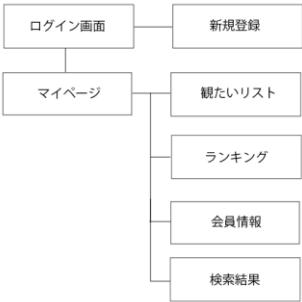 ログイン画面
新規登録
マイページ
観たいリスト
ランキング
会員情報
検索結果